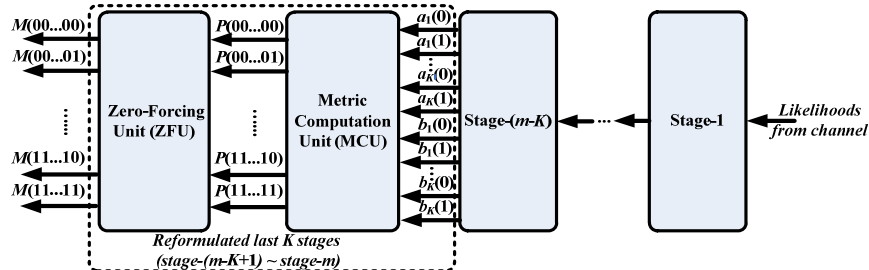 M(00...00)
M(00...01)
M(11...10)
M(11...11)
Zero-Forcing
Unit (ZFU)
P(00...00)
P(00...01)
P(11...10)
P(11...11)
Metric
Computation
Unit (MCU)
a1(0)
a1(1)
aK(0)
aK(1)
b1(0)
b1(1)
bK(0)
bK(1)
Stage-(m-K)
Stage-1
Likelihoods
from channel
Reformulated last K stages
(stage-(m-K+1) ~ stage-m)